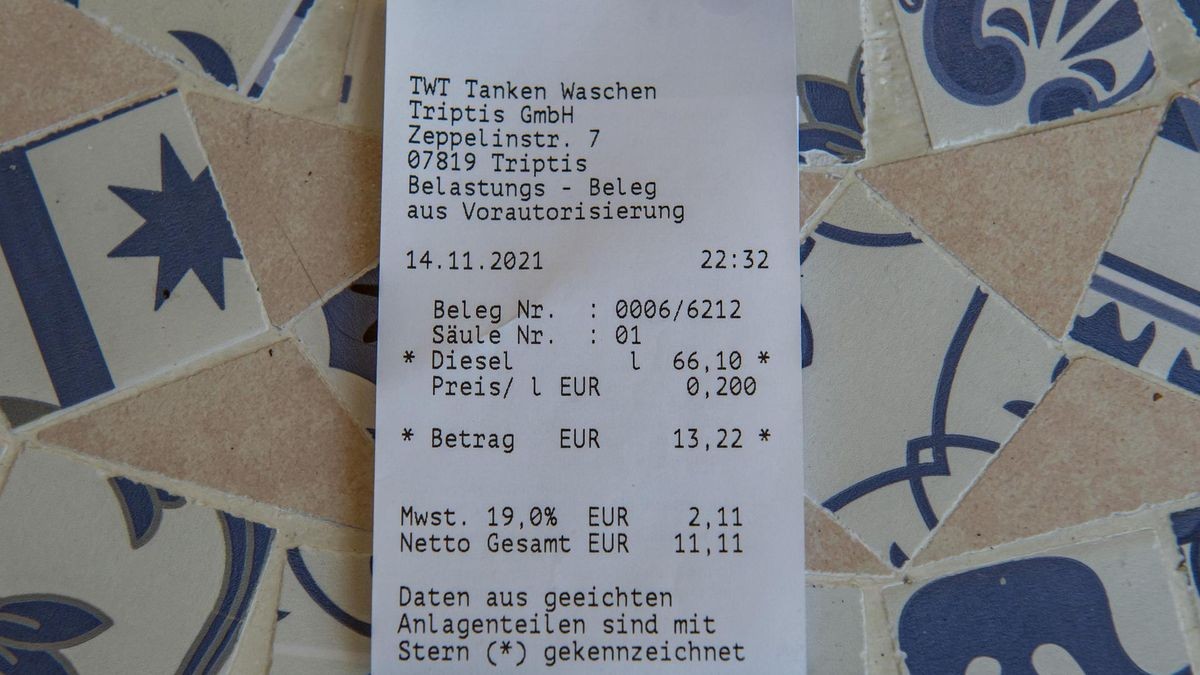 TWT Tanken Waschen
Triptis GmbH
Zeppelinstr. 7
07819 Triptis
Belastungs - Beleg
aus Vorautorisierung
14.11.2021 22:32
Beleg Nr. : 0006/6212
Säule Nr. : 01
* Diesel l 66,10 *
Preis/ l EUR 0,200
* Betrag EUR 13,22 *
Mwst. 19,0% EUR 2,11
Netto Gesamt EUR 11,11
Daten aus geeichten
Anlagenteilen sind mit
Stern (*) gekennzeichnet